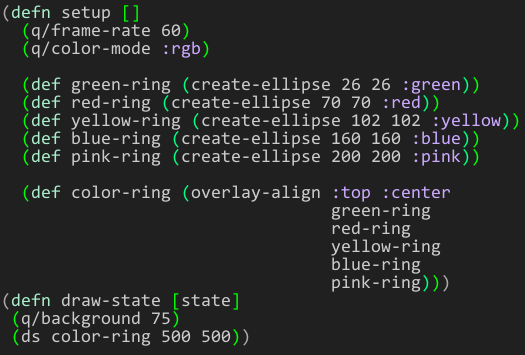 (defn setup []
  (q/frame-rate 60)
  (q/color-mode :rgb)

  (def green-ring (create-ellipse 26 26 :green))
  (def red-ring (create-ellipse 70 70 :red))
  (def yellow-ring (create-ellipse 102 102 :yellow))
  (def blue-ring (create-ellipse 160 160 :blue))
  (def pink-ring (create-ellipse 200 200 :pink))

  (def color-ring (overlay-align :top :center
                                 green-ring
                                 red-ring
                                 yellow-ring
                                 blue-ring
                                 pink-ring)))
(defn draw-state [state]
 (q/background 75)
 (ds color-ring 500 500))